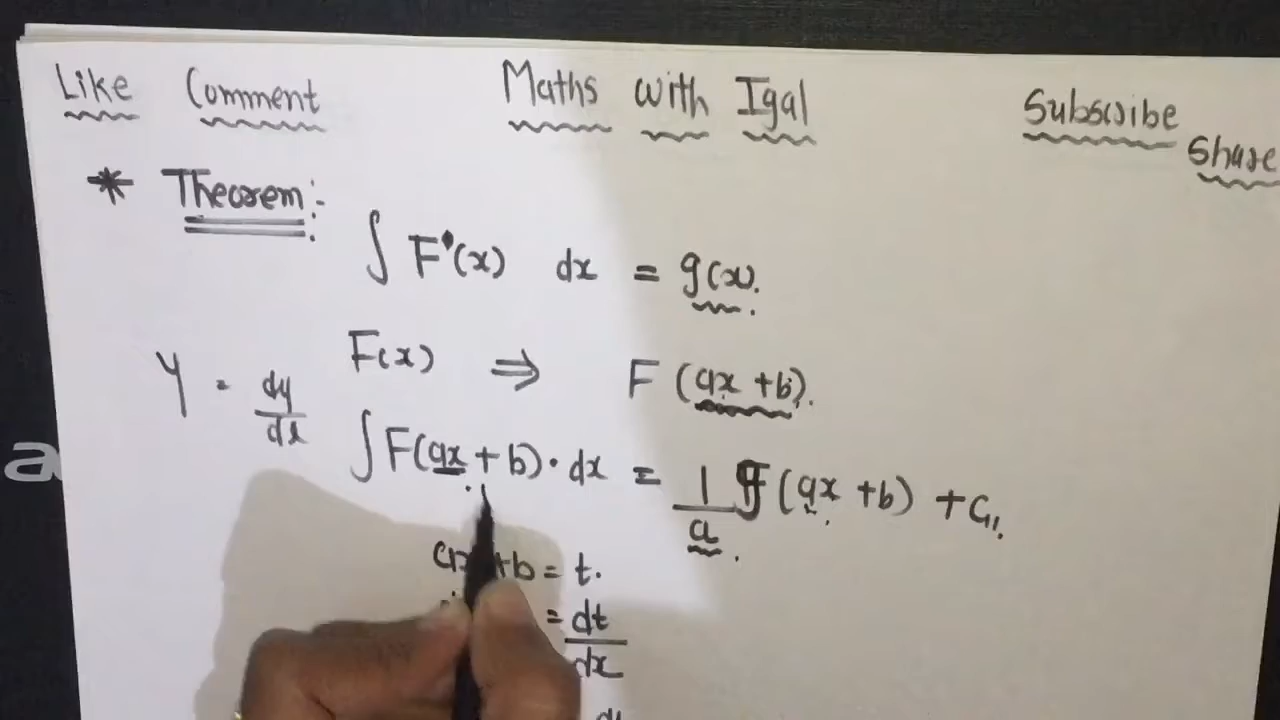 Like Comment Maths with Igal Subscribe Share
* Theorem:-
∫ F'(x) dx = g(x).
F(x) ⇒ F (ax + b).
y = dy/dx
∫ F(ax + b) · dx = 1/a F (ax + b) + C1.
ax + b = t.
= dt/dx